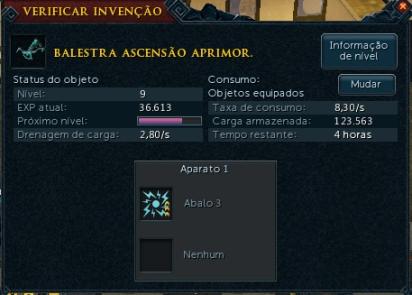 VERIFICAR INVENÇÃO
BALESTRA ASCENSÃO APRIMOR.
Informação
de nível
Status do objeto
Nível: 9
EXP atual: 36.613
Próximo nível:
Drenagem de carga: 2,80/s
Consumo:
Objetos equipados
Mudar
Taxa de consumo: 8,30/s
Carga armazenada: 123.563
Tempo restante: 4 horas
Aparato 1
Abalo 3
Nenhum